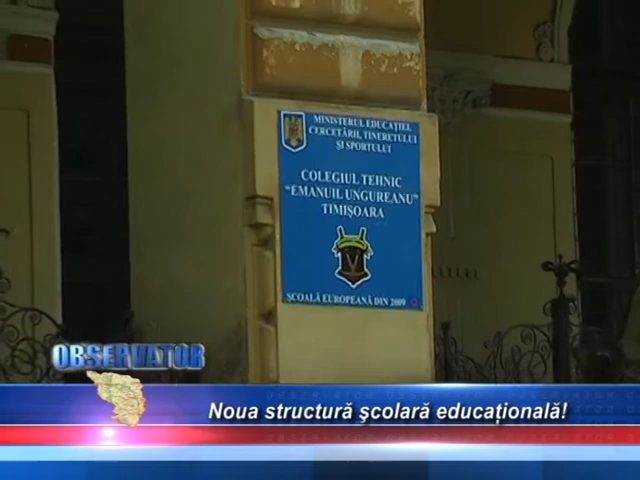 MINISTERUL EDUCAȚIEI,
CERCETĂRII, TINERETULUI
ȘI SPORTULUI
COLEGIUL TEHNIC
"EMANUIL UNGUREANU"
TIMIȘOARA
ȘCOALĂ EUROPEANĂ DIN 2009
OBSERVATOR
Noua structură şcolară educațională!